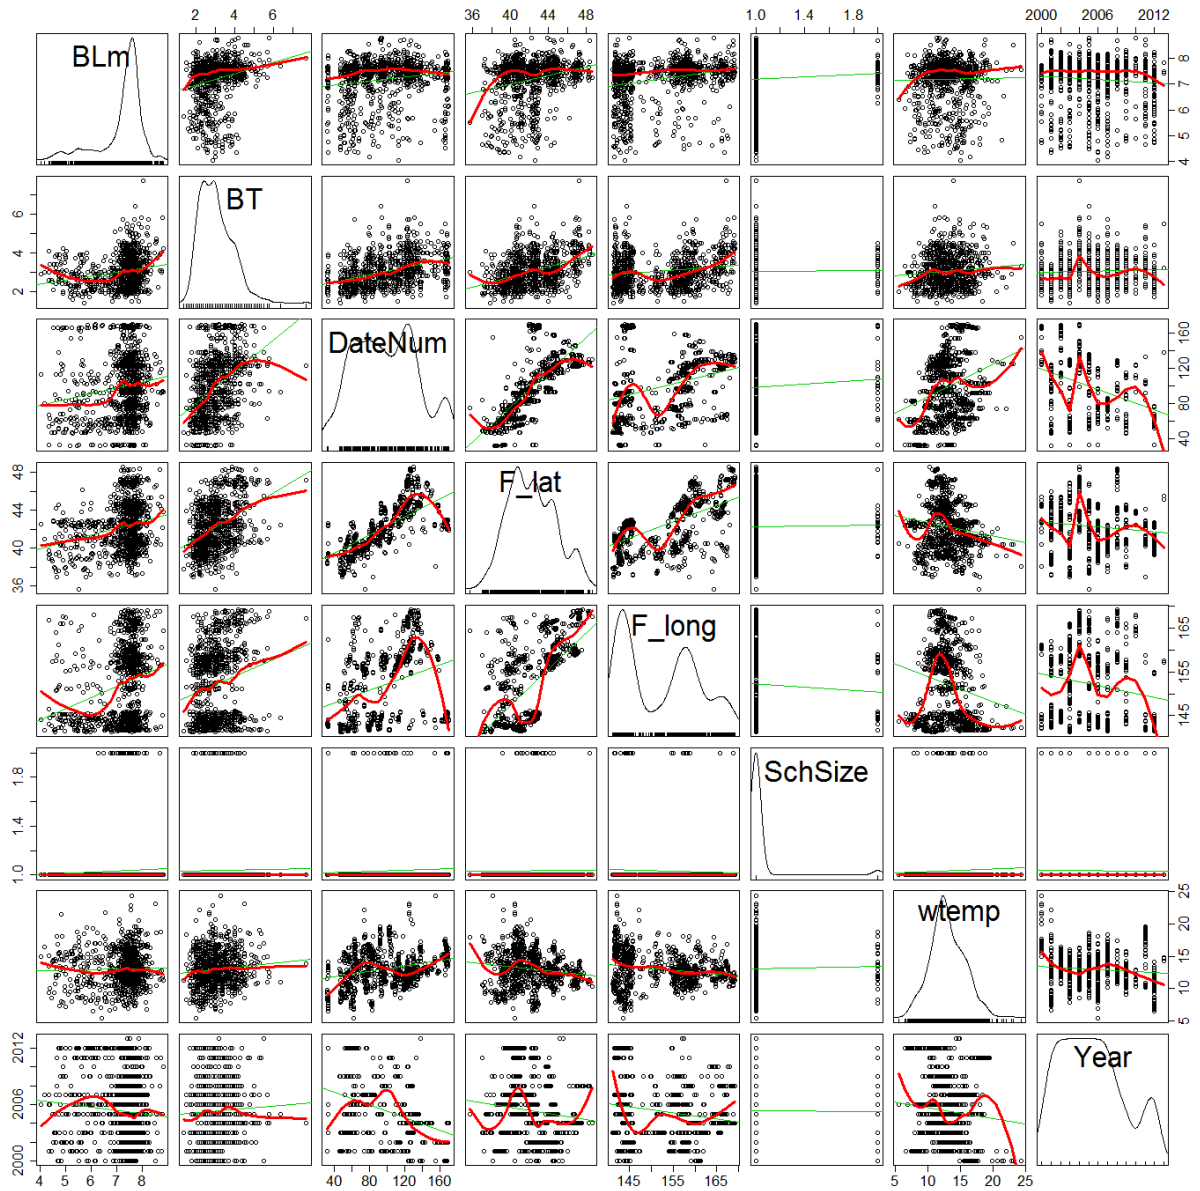 2 4 6 36 40 44 48 1.0 1.4 1.8 2000 2006 2012
BLm
4 5 6 7 8
BT
2 4 6
DateNum
40 80 120 160
F_lat
36 40 44 48
F_long
145 155 165
SchSize
1.0 1.4 1.8
wtemp
5 10 15 20 25
Year
2000 2006 2012
4 5 6 7 8 40 80 120 160 145 155 165 5 10 15 20 25